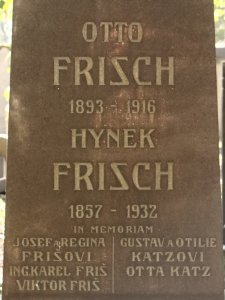 OTTO
FRISCH
1893 - 1916
HYNEK
FRISCH
1857 - 1932
IN MEMORIAM
JOSEF A REGINA
FRIŠOVI
ING. KAREL FRIŠ
VIKTOR FRIŠ
GUSTAV A OTILIE
KATZOVI
OTTA KATZ